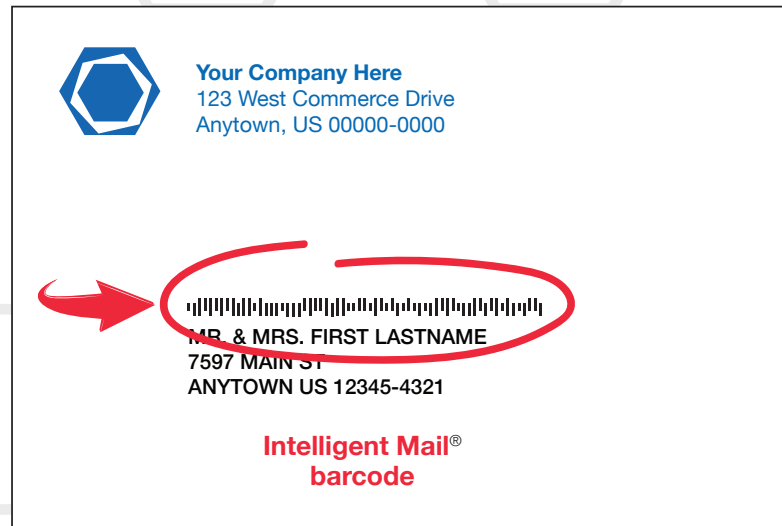 Your Company Here
123 West Commerce Drive
Anytown, US 00000-0000
MR. & MRS. FIRST LASTNAME
7597 MAIN ST
ANYTOWN US 12345-4321
Intelligent Mail®
barcode